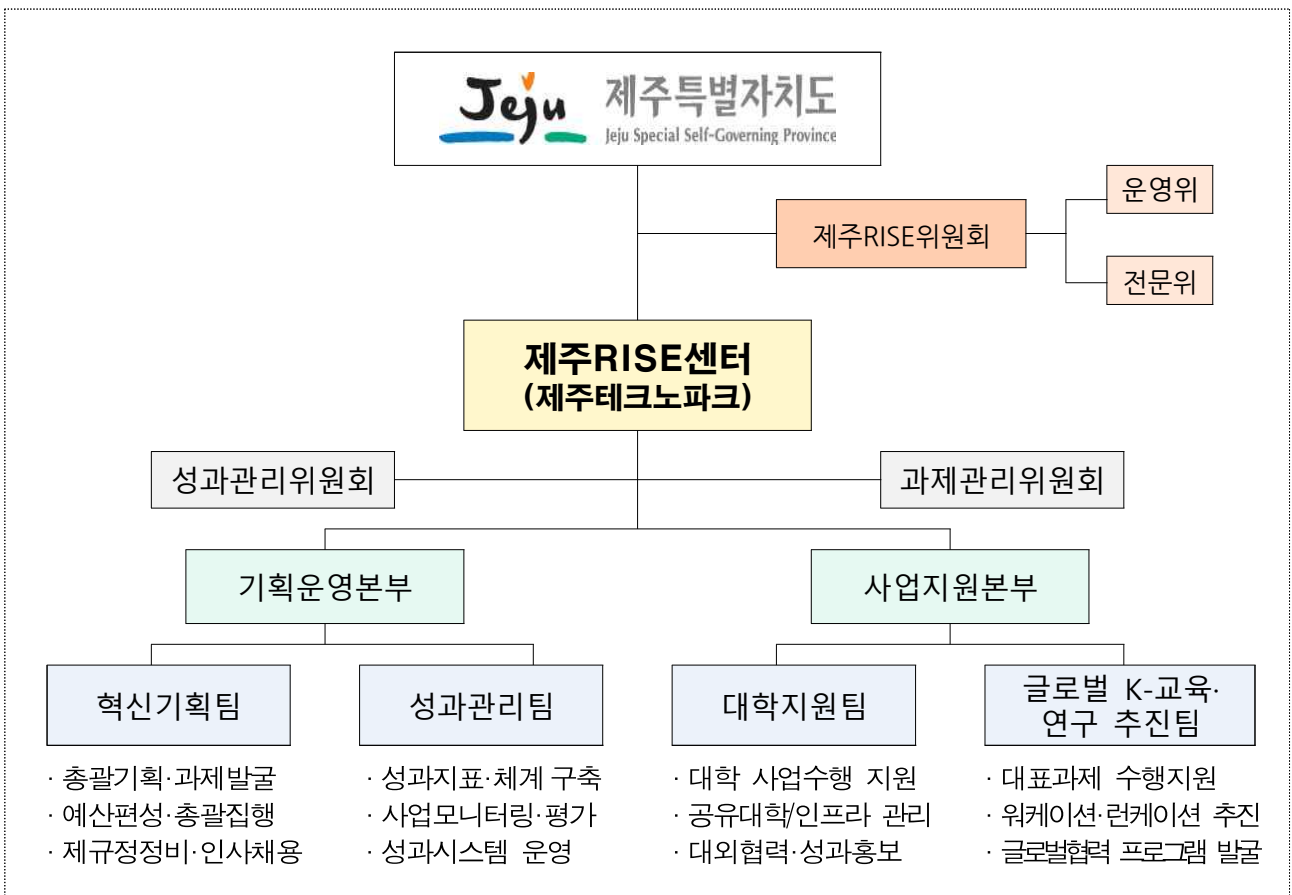 Jeju 제주특별자치도
Jeju Special Self-Governing Province
운영위
제주RISE위원회
전문위
제주RISE센터
(제주테크노파크)
성과관리위원회
과제관리위원회
기획운영본부
사업지원본부
혁신기획팀
· 총괄기획·과제발굴
· 예산편성·총괄집행
· 제규정정비·인사채용
성과관리팀
· 성과지표·체계 구축
· 사업모니터링·평가
· 성과시스템 운영
대학지원팀
· 대학 사업수행 지원
· 공유대학/인프라 관리
· 대외협력·성과홍보
글로벌 K-교육·
연구 추진팀
· 대표과제 수행지원
· 워케이션·런케이션 추진
· 글로벌협력 프로그램 발굴